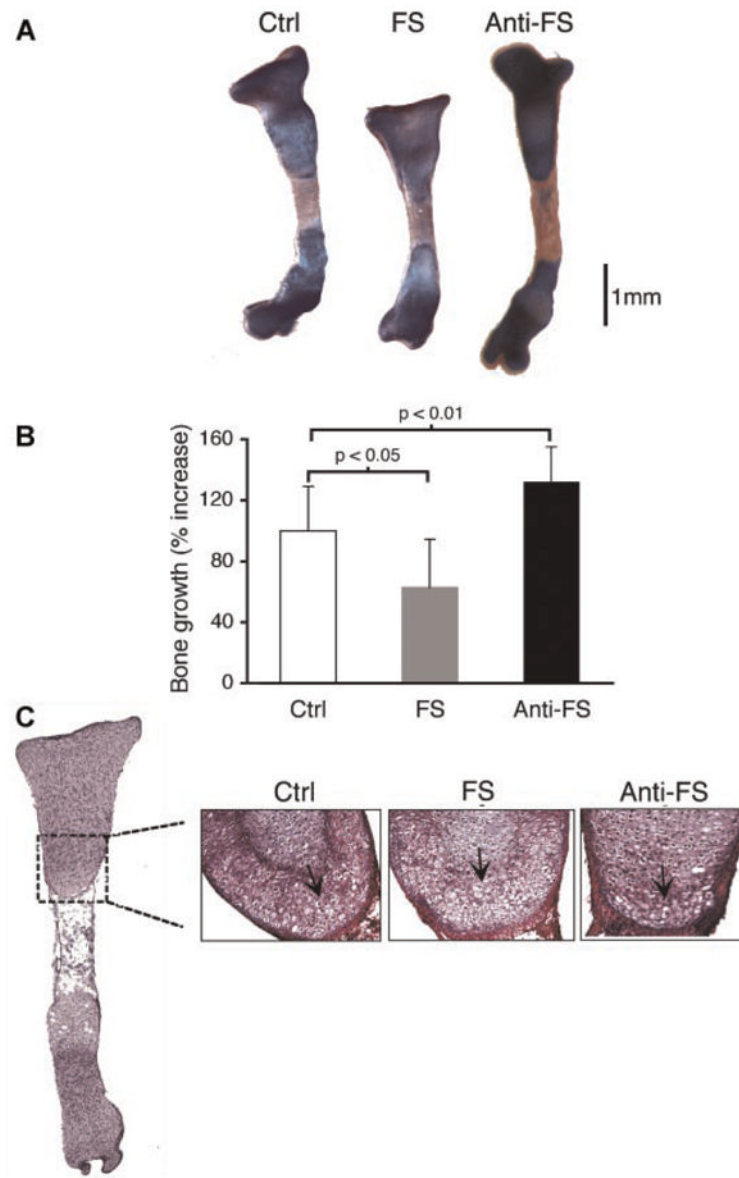 A
Ctrl FS Anti-FS
1mm
B
Bone growth (% increase)
160
120
80
40
0
p < 0.01
p < 0.05
Ctrl FS Anti-FS
C
Ctrl FS Anti-FS